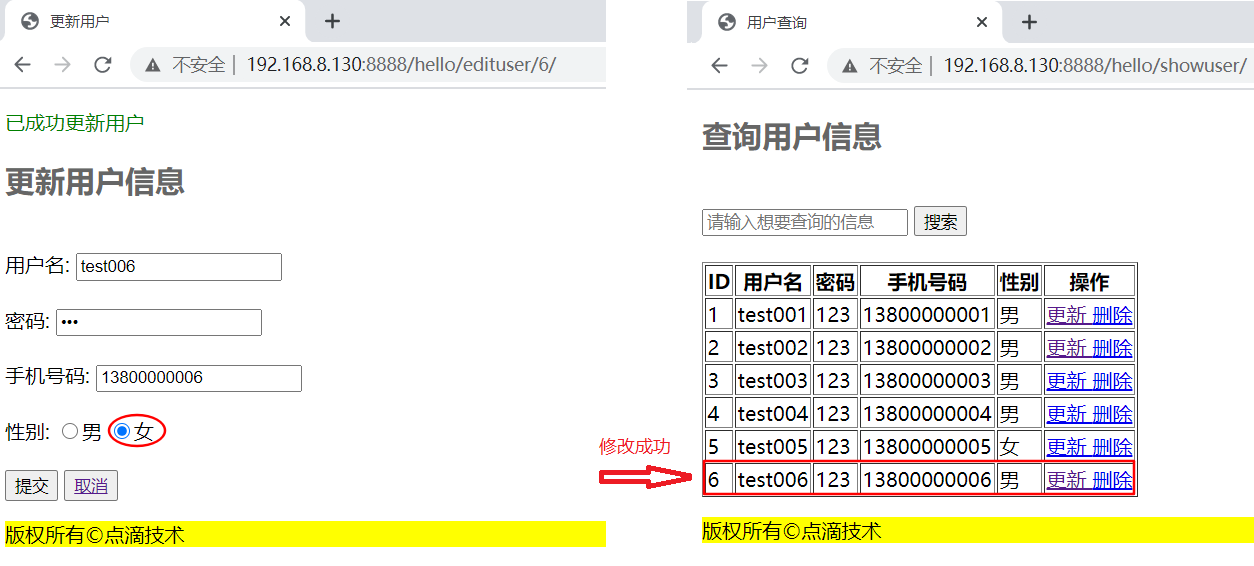 更新用户
不安全 | 192.168.8.130:8888/hello/edituser/6/
已成功更新用户
更新用户信息
用户名: test006
密码: •••
手机号码: 13800000006
性别: 男 女
提交 取消
版权所有©点滴技术
修改成功
用户查询
不安全 | 192.168.8.130:8888/hello/showuser/
查询用户信息
请输入想要查询的信息 搜索
ID 用户名 密码 手机号码 性别 操作
1 test001 123 13800000001 男 更新 删除
2 test002 123 13800000002 男 更新 删除
3 test003 123 13800000003 男 更新 删除
4 test004 123 13800000004 男 更新 删除
5 test005 123 13800000005 女 更新 删除
6 test006 123 13800000006 男 更新 删除
版权所有©点滴技术